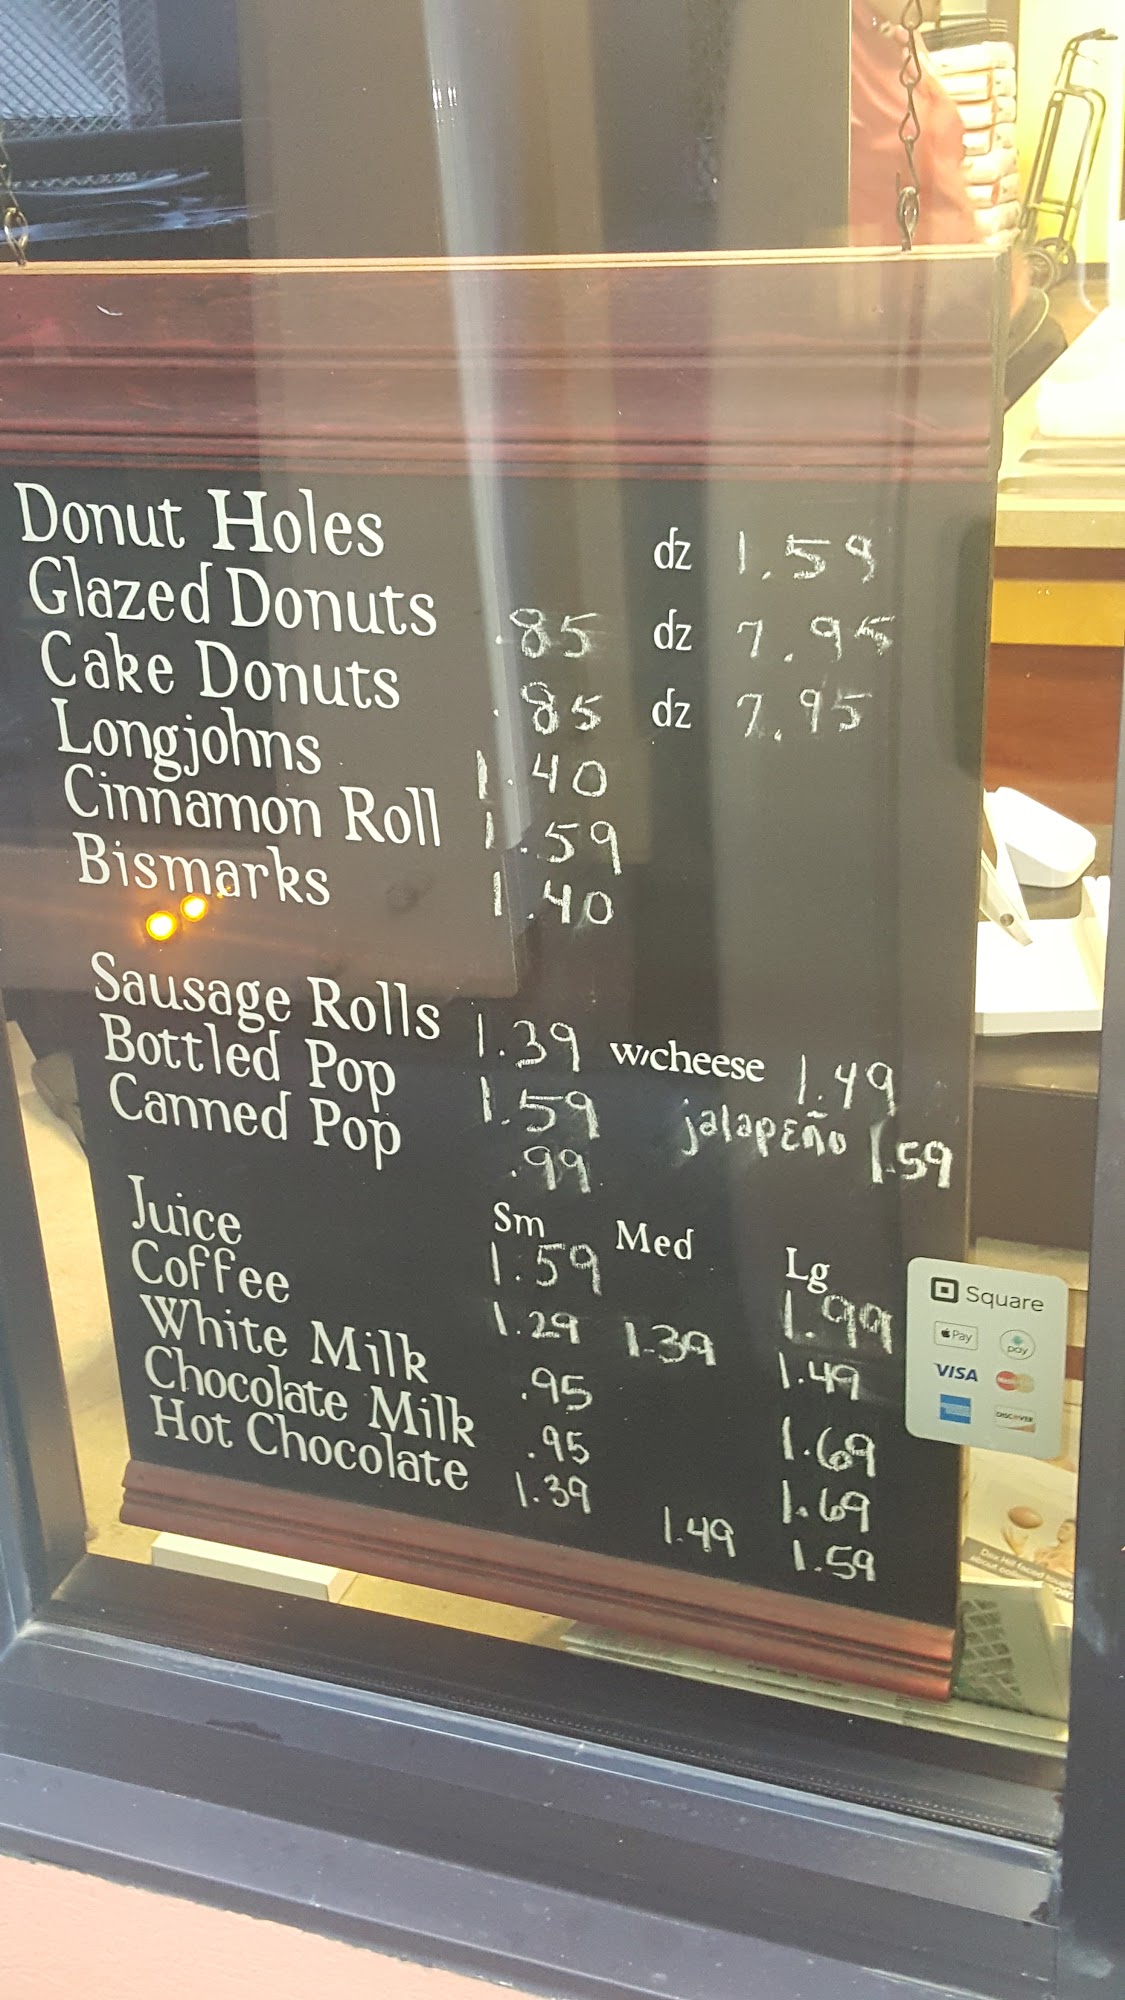 Donut Holes dz 1.59
Glazed Donuts .85 dz 7.95
Cake Donuts .85 dz 7.95
Longjohns 1.40
Cinnamon Roll 1.59
Bismarks 1.40
Sausage Rolls 1.39 w/cheese 1.49
Bottled Pop 1.59 jalapeño 1.59
Canned Pop .99
Sm Med Lg
Juice 1.59 1.99
Coffee 1.29 1.39 1.49
White Milk .95 1.69
Chocolate Milk .95 1.69
Hot Chocolate 1.39 1.49 1.59
Square
Pay pay
VISA MasterCard
DISCOVER